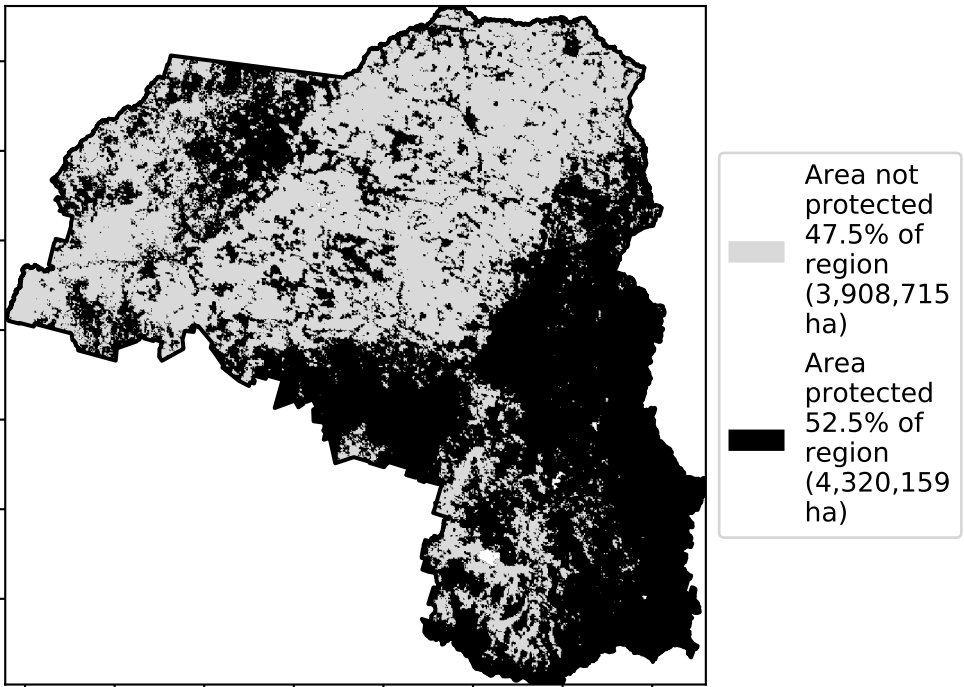 Area not
protected
47.5% of
region
(3,908,715
ha)
Area
protected
52.5% of
region
(4,320,159
ha)